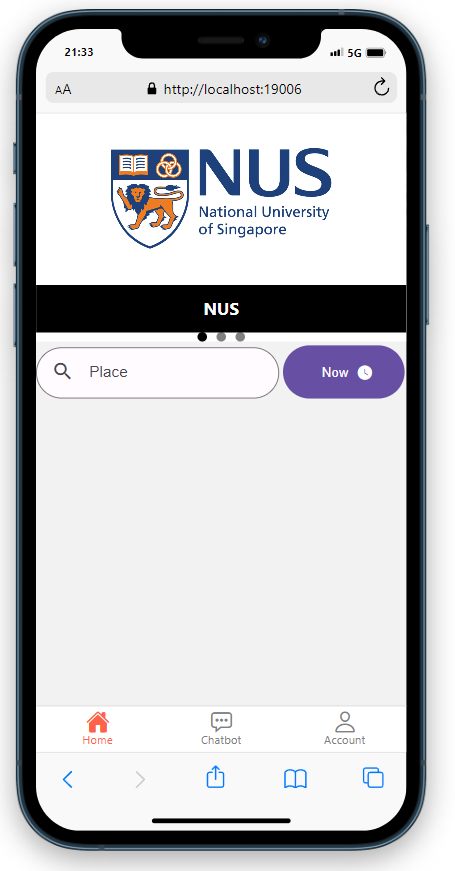 21:33
5G
AA
http://localhost:19006
NUS
National University
of Singapore
NUS
Place
Now
Home
Chatbot
Account